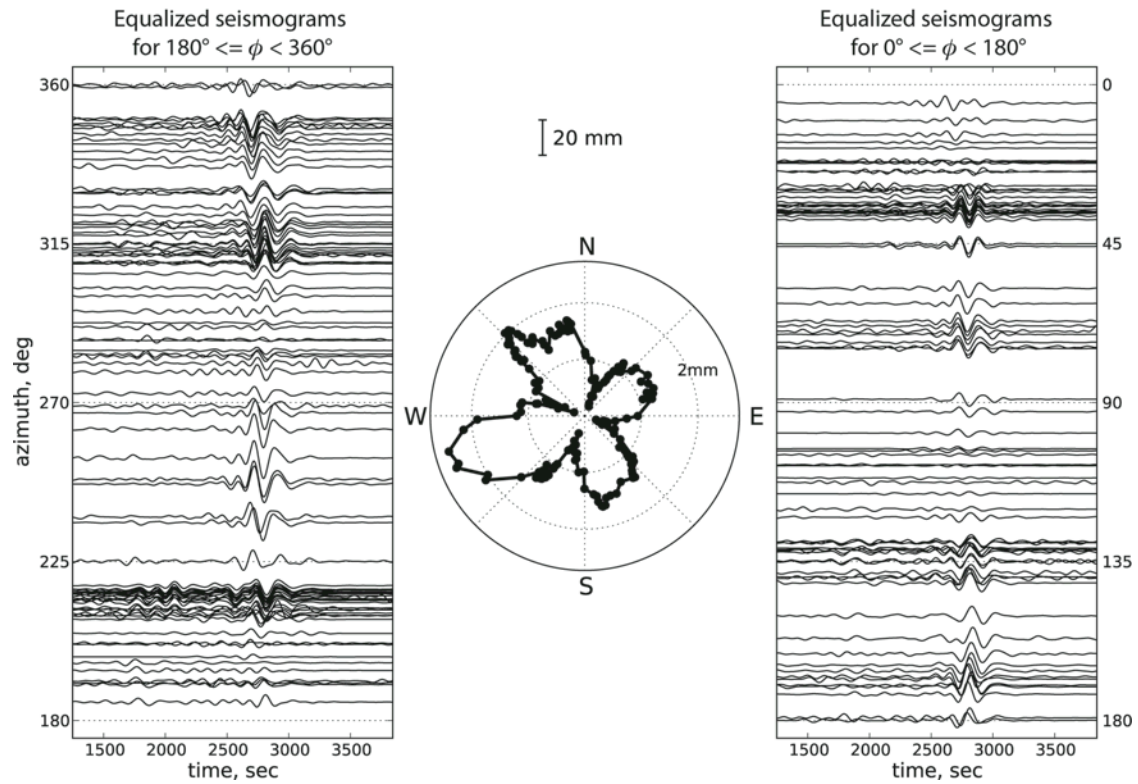 Equalized seismograms
for 180° <= ϕ < 360°
Equalized seismograms
for 0° <= ϕ < 180°
azimuth, deg
360
315
270
225
180
1500 2000 2500 3000 3500
time, sec
20 mm
N
2mm
W
E
S
0
45
90
135
180
1500 2000 2500 3000 3500
time, sec